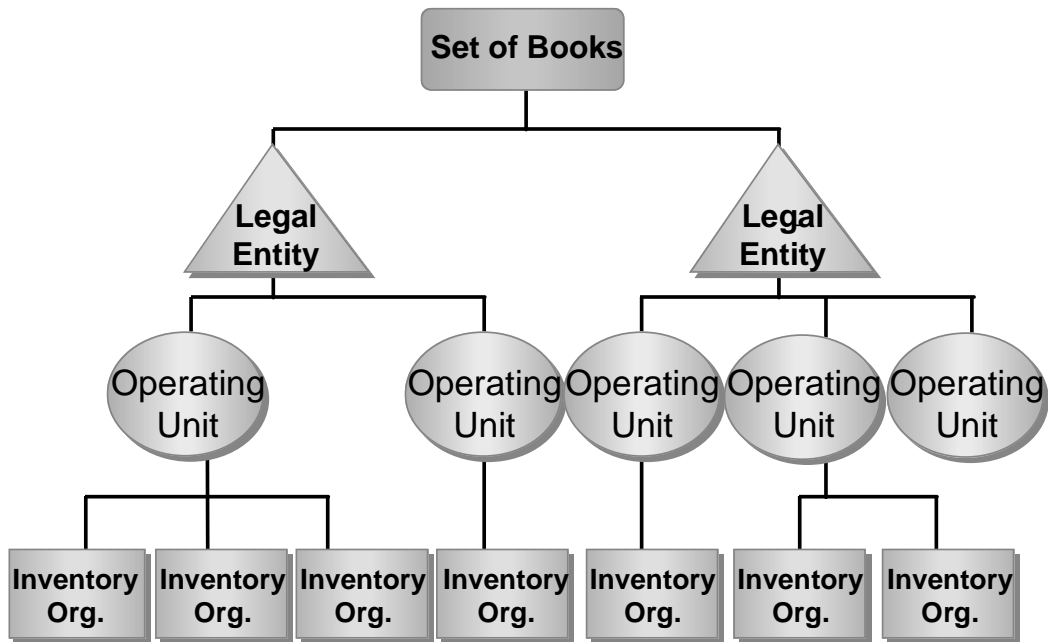 Set of Books
Legal
Entity
Legal
Entity
Operating
Unit
Operating
Unit
Operating
Unit
Operating
Unit
Operating
Unit
Inventory
Org.
Inventory
Org.
Inventory
Org.
Inventory
Org.
Inventory
Org.
Inventory
Org.
Inventory
Org.